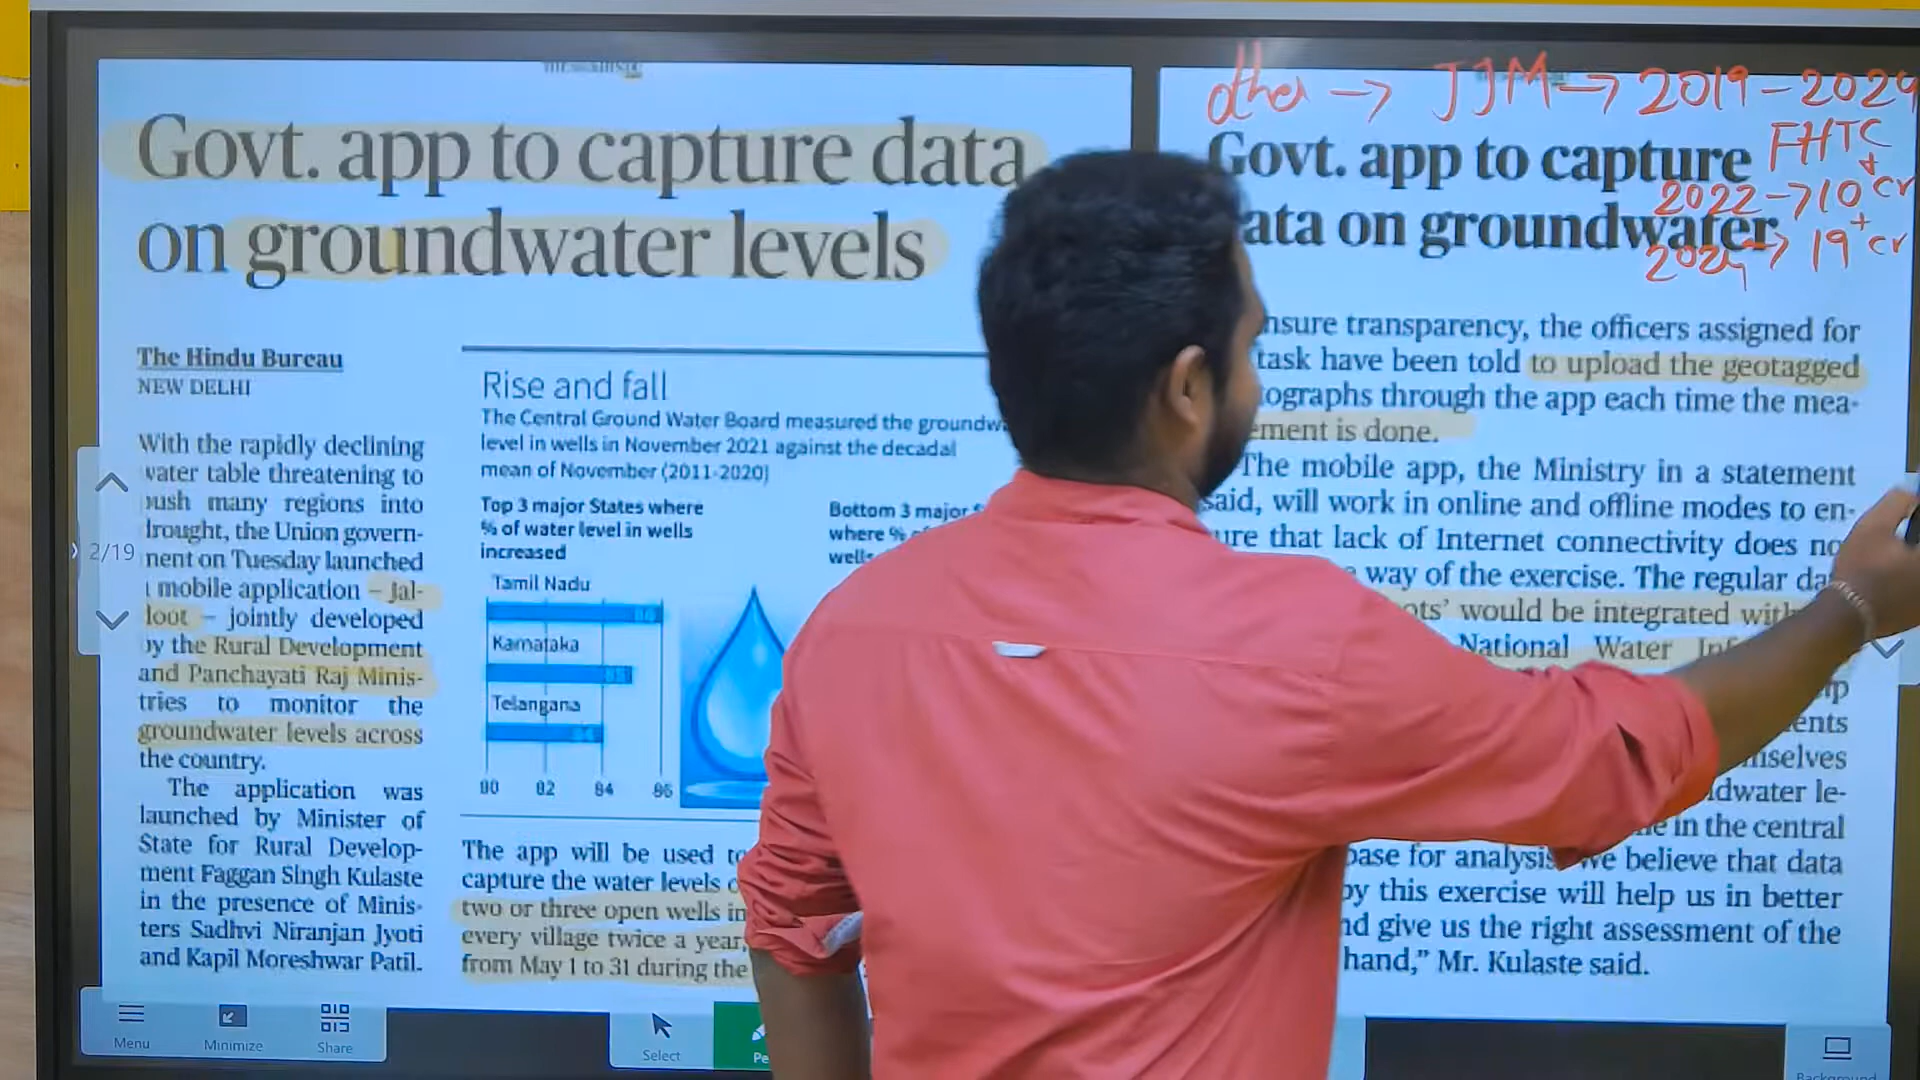 Govt. app to capture data
on groundwater levels
The Hindu Bureau
NEW DELHI
With the rapidly declining
water table threatening to
push many regions into
drought, the Union govern-
ment on Tuesday launched
mobile application – Jal-
doot – jointly developed
by the Rural Development
and Panchayati Raj Minis-
tries to monitor the
groundwater levels across
the country.
The application was
launched by Minister of
State for Rural Develop-
ment Faggan Singh Kulaste
in the presence of Minis-
ters Sadhvi Niranjan Jyoti
and Kapil Moreshwar Patil.
Rise and fall
The Central Ground Water Board measured the groundw
level in wells in November 2021 against the decadal
mean of November (2011-2020)
Top 3 major States where
% of water level in wells
increased
Tamil Nadu
Karnataka
Telangana
80 82 84 86
Bottom 3 major
where %
wells
The app will be used to
capture the water levels o
two or three open wells in
every village twice a year,
from May 1 to 31 during the
other → JJM → 2019 – 2024
FHTC
2022 → 10+ cr
2024 → 19+ cr
Govt. app to capture
ata on groundwater
nsure transparency, the officers assigned for
task have been told to upload the geotagged
ographs through the app each time the mea-
ement is done.
The mobile app, the Ministry in a statement
said, will work in online and offline modes to en-
ure that lack of Internet connectivity does no
way of the exercise. The regular da
ots' would be integrated with
National Water Inf
ents
mselves
dwater le-
e in the central
base for analysis. We believe that data
by this exercise will help us in better
nd give us the right assessment of the
hand," Mr. Kulaste said.
2/19
Menu
Minimize
Share
Select
Pe
Background